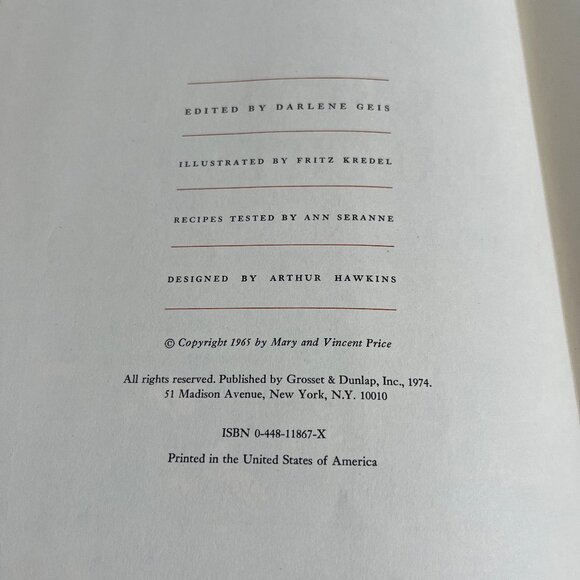 EDITED BY DARLENE GEIS
ILLUSTRATED BY FRITZ KREDEL
RECIPES TESTED BY ANN SERANNE
DESIGNED BY ARTHUR HAWKINS
© Copyright 1965 by Mary and Vincent Price
All rights reserved. Published by Grosset & Dunlap, Inc., 1974.
51 Madison Avenue, New York, N.Y. 10010
ISBN 0-448-11867-X
Printed in the United States of America